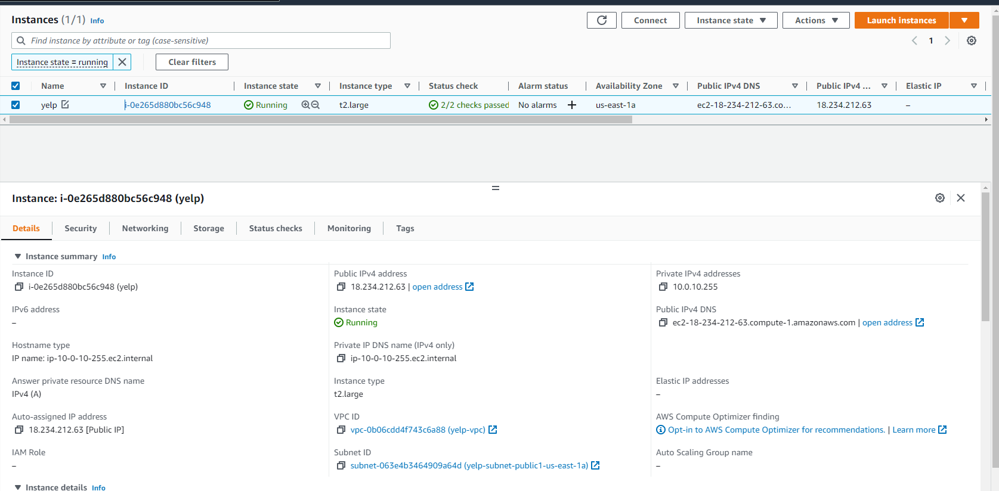 Instances (1/1) Info
Connect
Instance state
Actions
Launch instances
Find instance by attribute or tag (case-sensitive)
1
Instance state = running
Clear filters
Name Instance ID Instance state Instance type Status check Alarm status Availability Zone Public IPv4 DNS Public IPv4 ... Elastic IP
yelp i-0e265d880bc56c948 Running t2.large 2/2 checks passed No alarms + us-east-1a ec2-18-234-212-63.co... 18.234.212.63 –
Instance: i-0e265d880bc56c948 (yelp)
Details Security Networking Storage Status checks Monitoring Tags
Instance summary Info
Instance ID
i-0e265d880bc56c948 (yelp)
Public IPv4 address
18.234.212.63 | open address
Private IPv4 addresses
10.0.10.255
IPv6 address
–
Instance state
Running
Public IPv4 DNS
ec2-18-234-212-63.compute-1.amazonaws.com | open address
Hostname type
IP name: ip-10-0-10-255.ec2.internal
Private IP DNS name (IPv4 only)
ip-10-0-10-255.ec2.internal
Answer private resource DNS name
IPv4 (A)
Instance type
t2.large
Elastic IP addresses
–
Auto-assigned IP address
18.234.212.63 [Public IP]
VPC ID
vpc-0b06cdd4f743c6a88 (yelp-vpc)
AWS Compute Optimizer finding
Opt-in to AWS Compute Optimizer for recommendations. | Learn more
IAM Role
–
Subnet ID
subnet-063e4b3464909a64d (yelp-subnet-public1-us-east-1a)
Auto Scaling Group name
–
Instance details Info